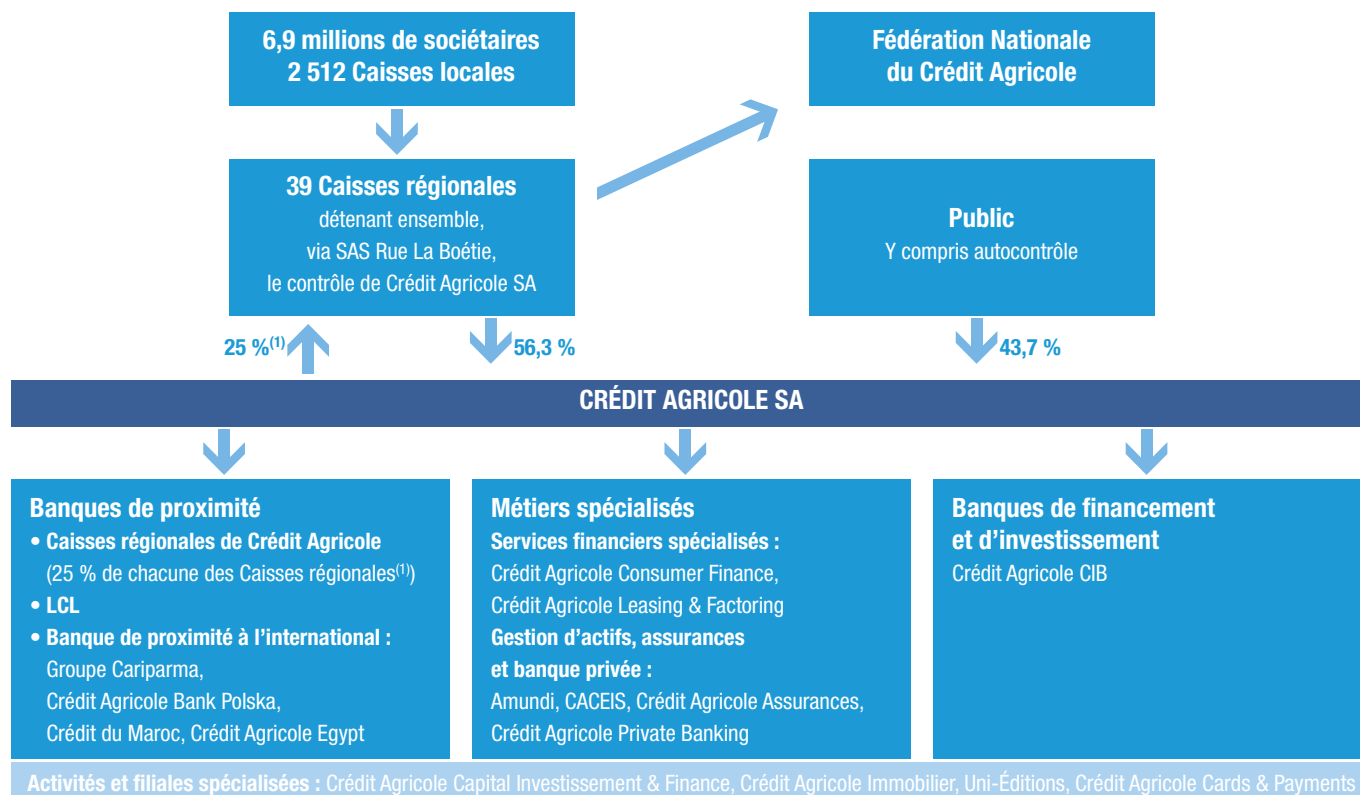 6,9 millions de sociétaires
2 512 Caisses locales
Fédération Nationale
du Crédit Agricole
39 Caisses régionales
détenant ensemble,
via SAS Rue La Boétie,
le contrôle de Crédit Agricole SA
Public
Y compris autocontrôle
25 %(1)
56,3 %
43,7 %
CRÉDIT AGRICOLE SA
Banques de proximité
• Caisses régionales de Crédit Agricole
(25 % de chacune des Caisses régionales(1))
• LCL
• Banque de proximité à l’international :
Groupe Cariparma,
Crédit Agricole Bank Polska,
Crédit du Maroc, Crédit Agricole Egypt
Métiers spécialisés
Services financiers spécialisés :
Crédit Agricole Consumer Finance,
Crédit Agricole Leasing & Factoring
Gestion d’actifs, assurances
et banque privée :
Amundi, CACEIS, Crédit Agricole Assurances,
Crédit Agricole Private Banking
Banques de financement
et d’investissement
Crédit Agricole CIB
Activités et filiales spécialisées : Crédit Agricole Capital Investissement & Finance, Crédit Agricole Immobilier, Uni-Éditions, Crédit Agricole Cards & Payments